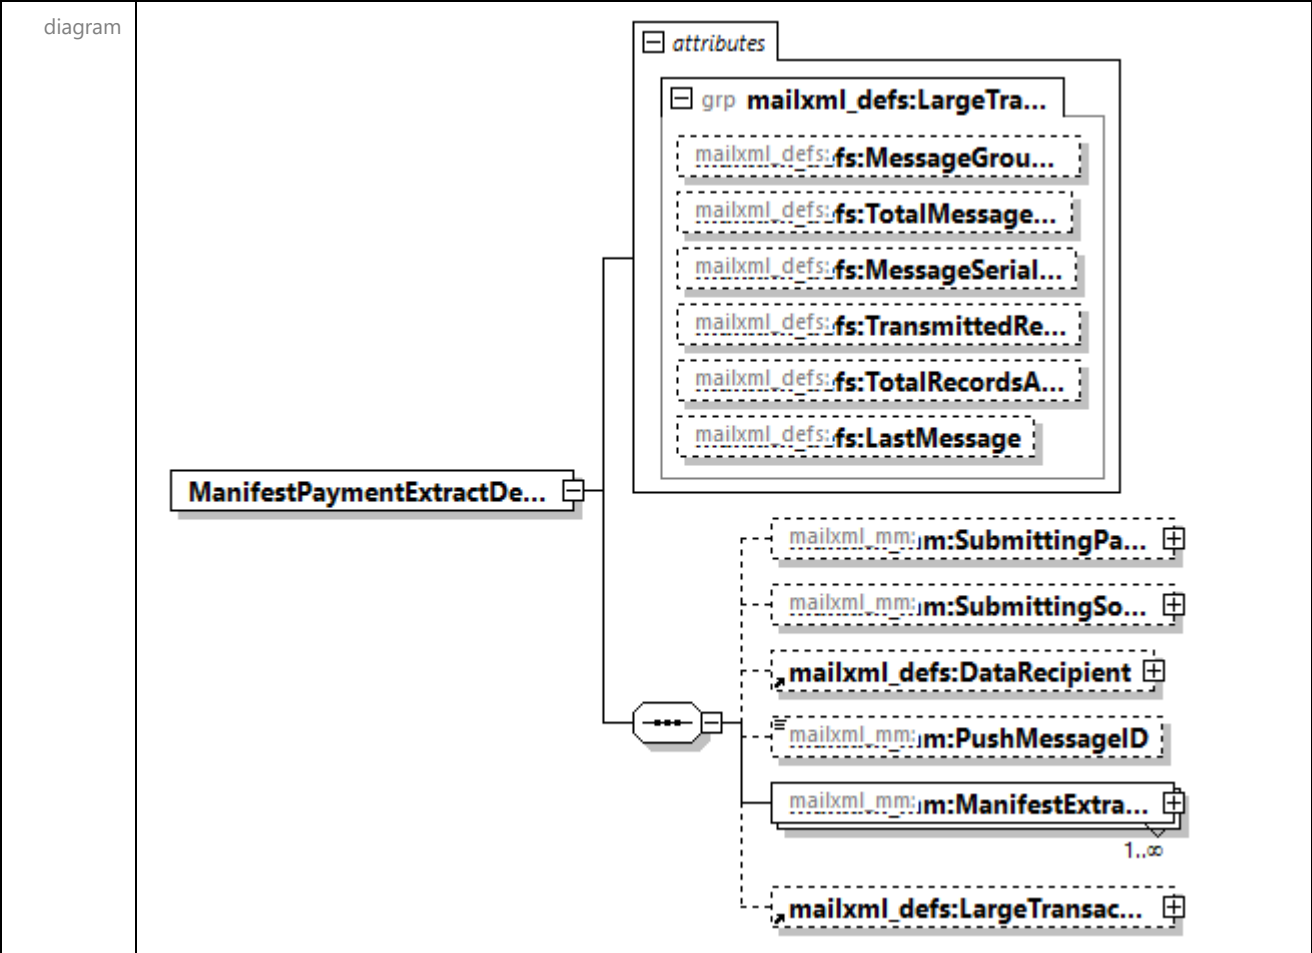 diagram
attributes
grp mailxml_defs:LargeTra...
mailxml_defs:fs:MessageGrou...
mailxml_defs:fs:TotalMessage...
mailxml_defs:fs:MessageSerial...
mailxml_defs:fs:TransmittedRe...
mailxml_defs:fs:TotalRecordsA...
mailxml_defs:fs:LastMessage
ManifestPaymentExtractDe...
mailxml_mm:m:SubmittingPa...
mailxml_mm:m:SubmittingSo...
mailxml_defs:DataRecipient
mailxml_mm:m:PushMessageID
mailxml_mm:m:ManifestExtra...
1..∞
mailxml_defs:LargeTransac...